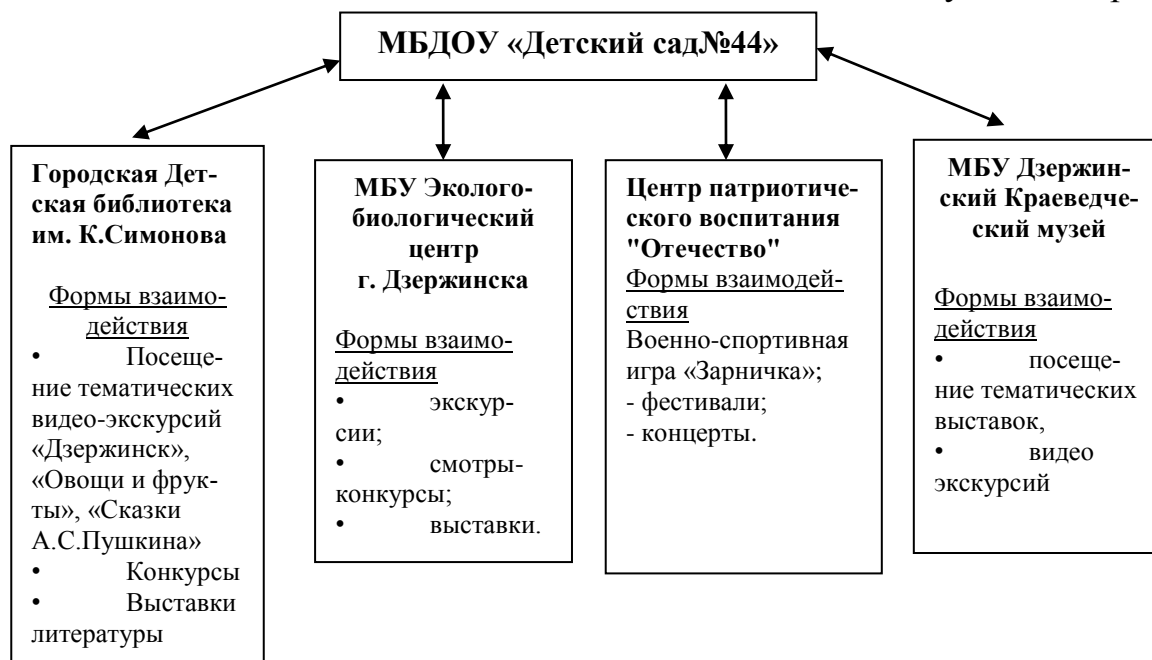 МБДОУ «Детский сад№44»
Городская Дет-
ская библиотека
им. К.Симонова
Формы взаимо-
действия
• Посеще-
ние тематических
видео-экскурсий
«Дзержинск»,
«Овощи и фрук-
ты», «Сказки
А.С.Пушкина»
• Конкурсы
• Выставки
литературы
МБУ Эколого-
биологический
центр
г. Дзержинска
Формы взаимо-
действия
• экскур-
сии;
• смотры-
конкурсы;
• выставки.
Центр патриотиче-
ского воспитания
"Отечество"
Формы взаимодей-
ствия
Военно-спортивная
игра «Зарничка»;
- фестивали;
- концерты.
МБУ Дзержин-
ский Краеведче-
ский музей
Формы взаимо-
действия
• посеще-
ние тематических
выставок,
• видео
экскурсий